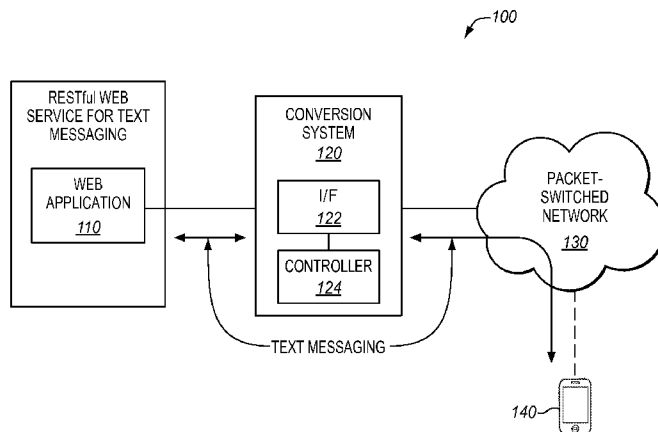 100
RESTful WEB
SERVICE FOR TEXT
MESSAGING
WEB
APPLICATION
110
CONVERSION
SYSTEM
120
I/F
122
CONTROLLER
124
PACKET-
SWITCHED
NETWORK
130
TEXT MESSAGING
140